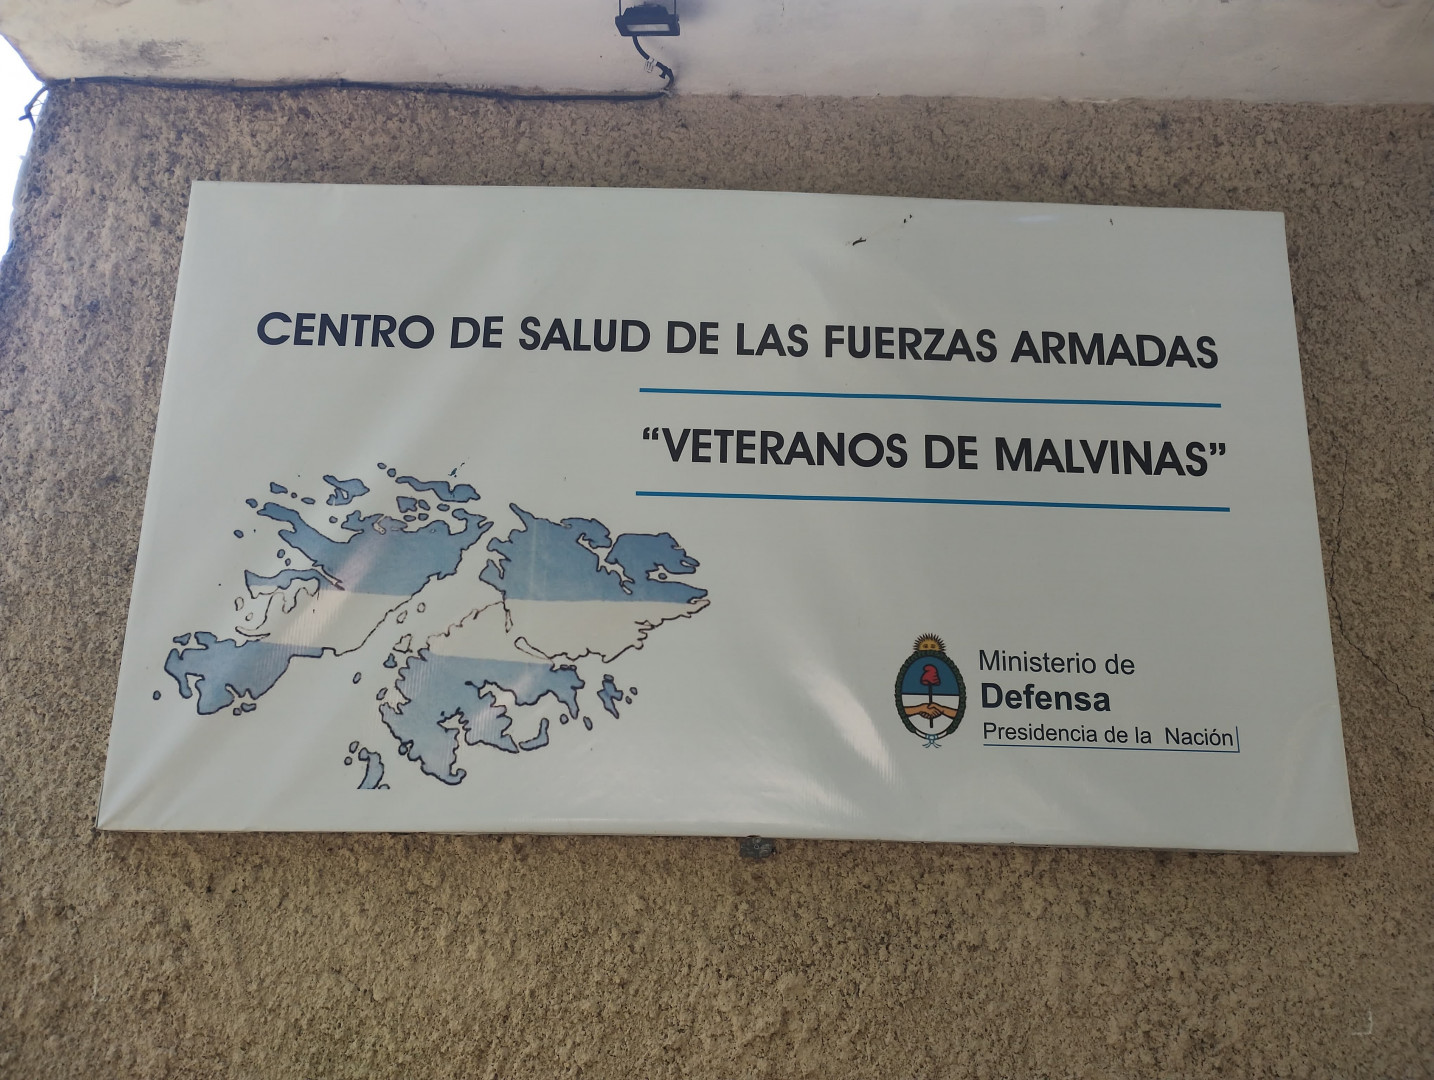 CENTRO DE SALUD DE LAS FUERZAS ARMADAS
“VETERANOS DE MALVINAS”
Ministerio de
Defensa
Presidencia de la Nación